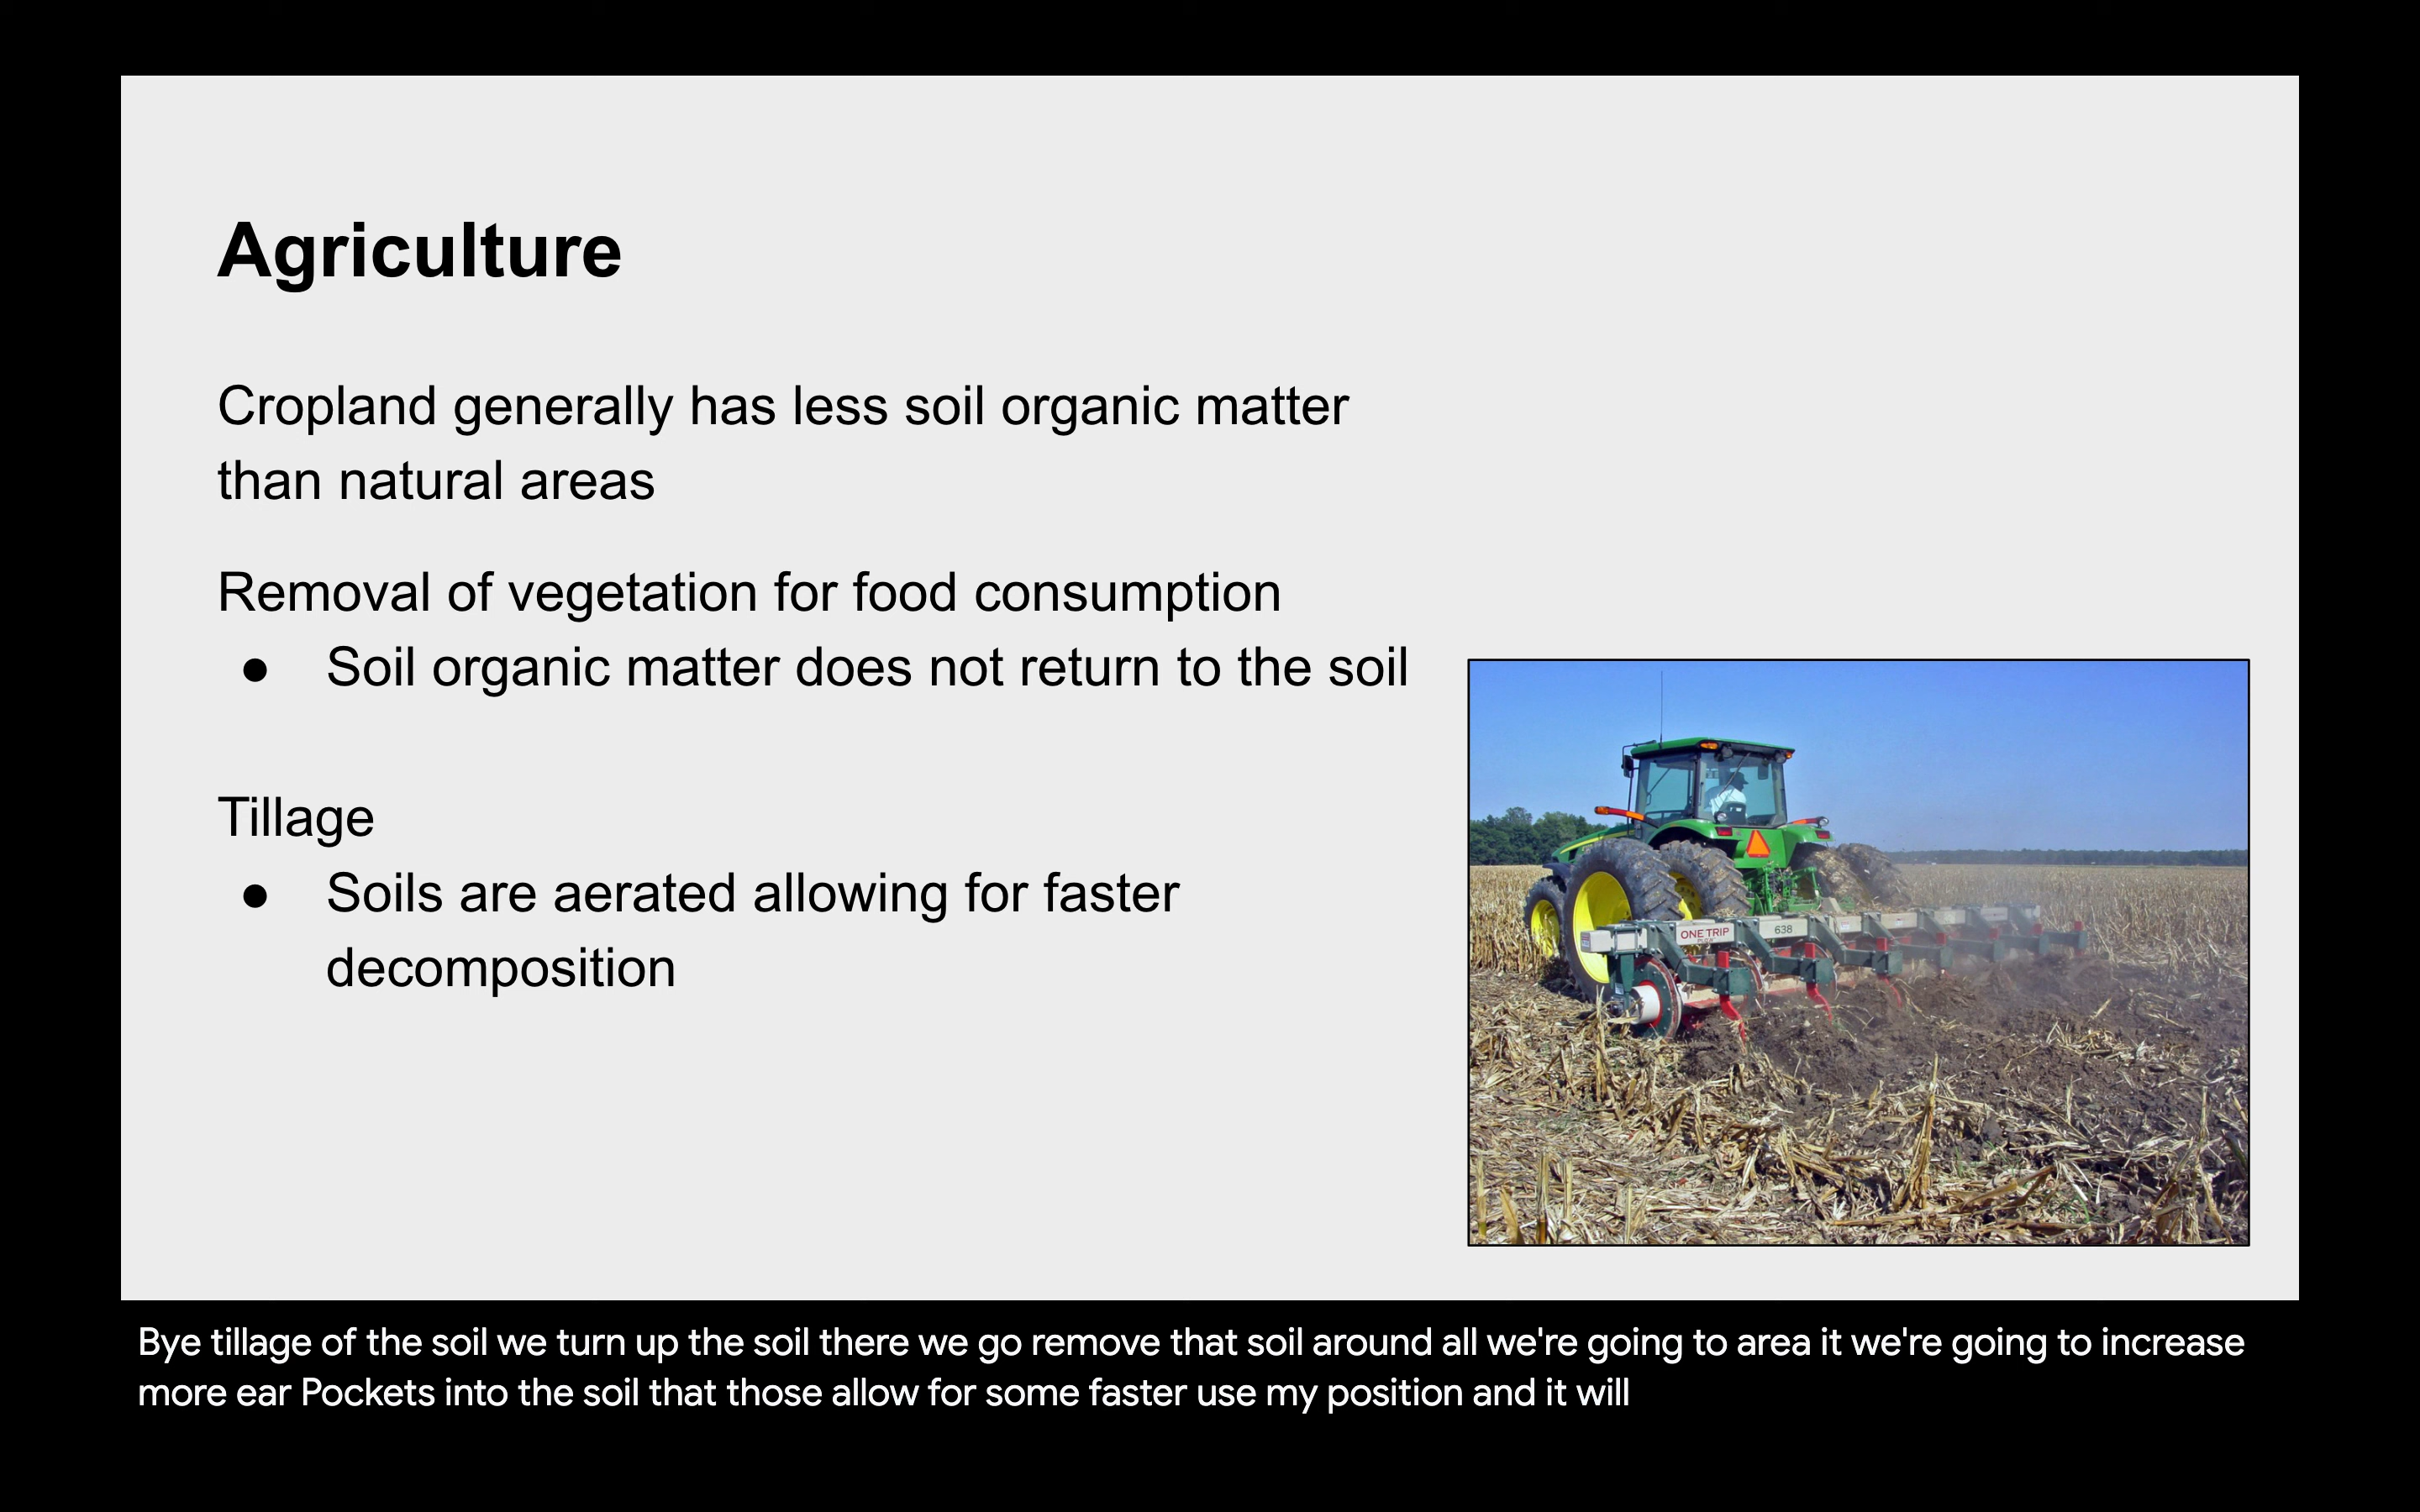 Agriculture
Cropland generally has less soil organic matter
than natural areas
Removal of vegetation for food consumption
● Soil organic matter does not return to the soil
Tillage
● Soils are aerated allowing for faster
decomposition
ONE TRIP
638
Bye tillage of the soil we turn up the soil there we go remove that soil around all we're going to area it we're going to increase
more ear Pockets into the soil that those allow for some faster use my position and it will